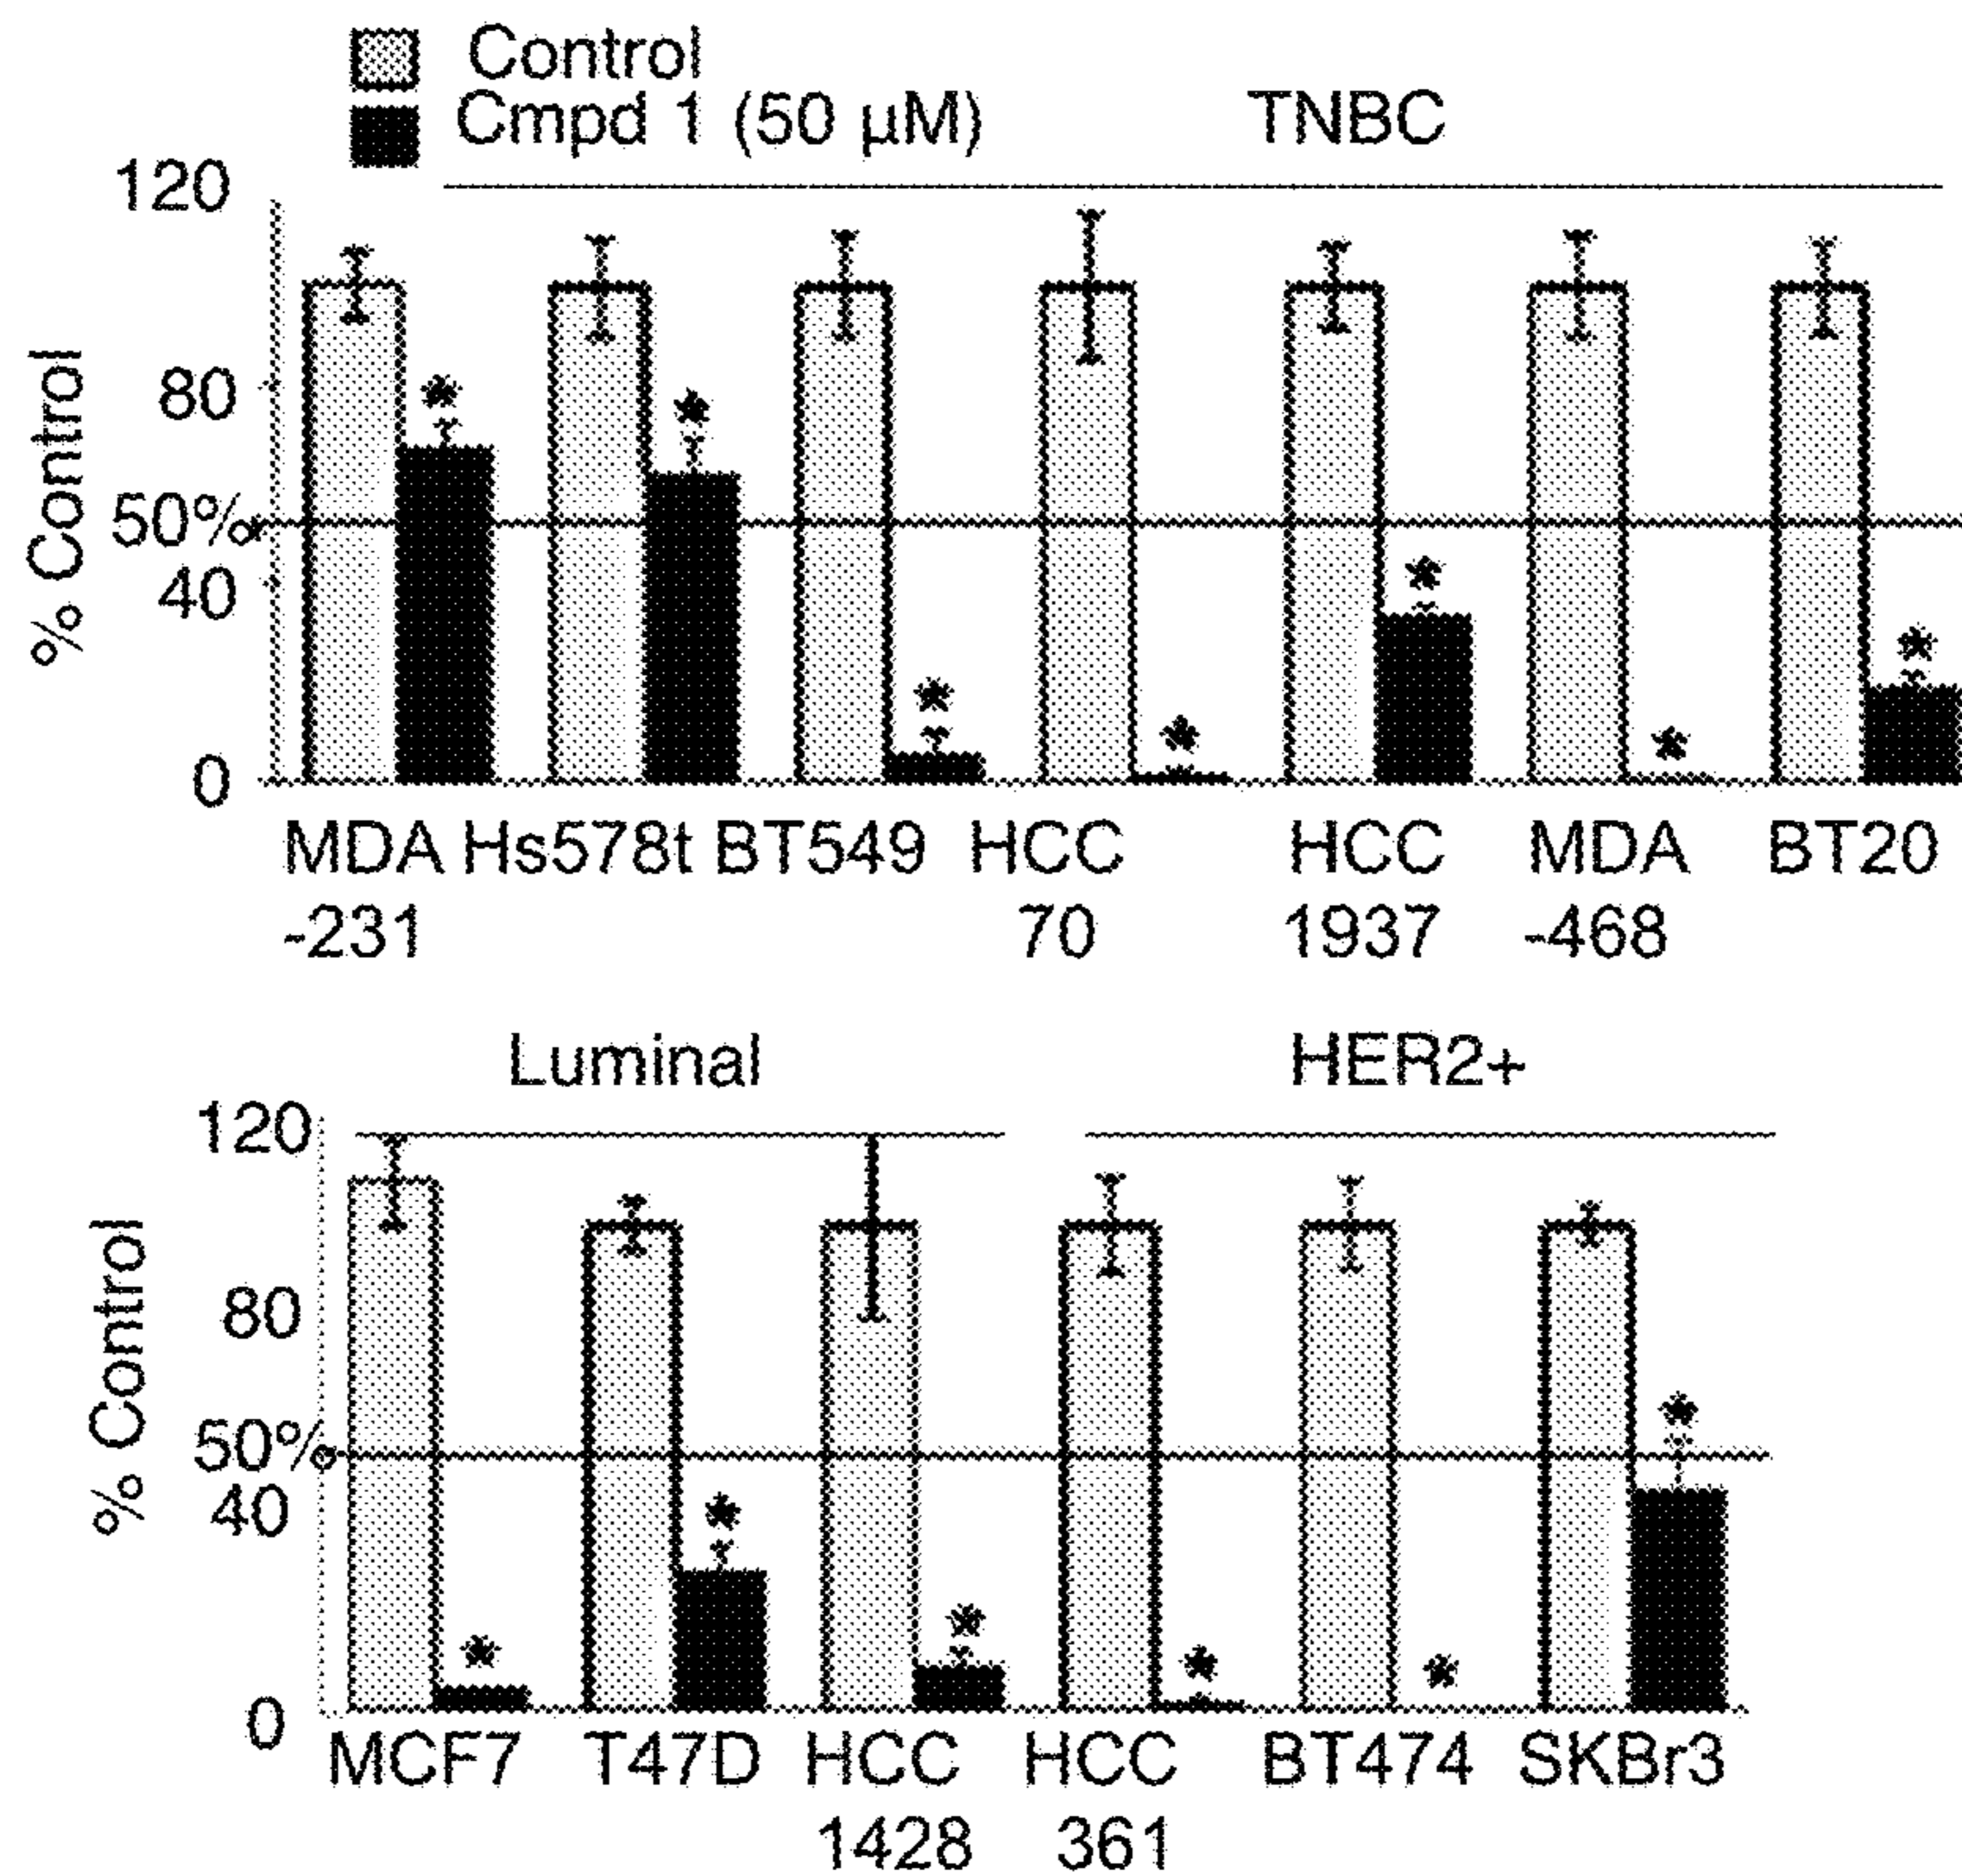 Control
Cmpd 1 (50 µM)
TNBC
120
80
50%
40
0
% Control
MDA Hs578t BT549 HCC HCC MDA BT20
-231 70 1937 -468
Luminal HER2+
120
80
50%
40
0
% Control
MCF7 T47D HCC HCC BT474 SKBr3
1428 361